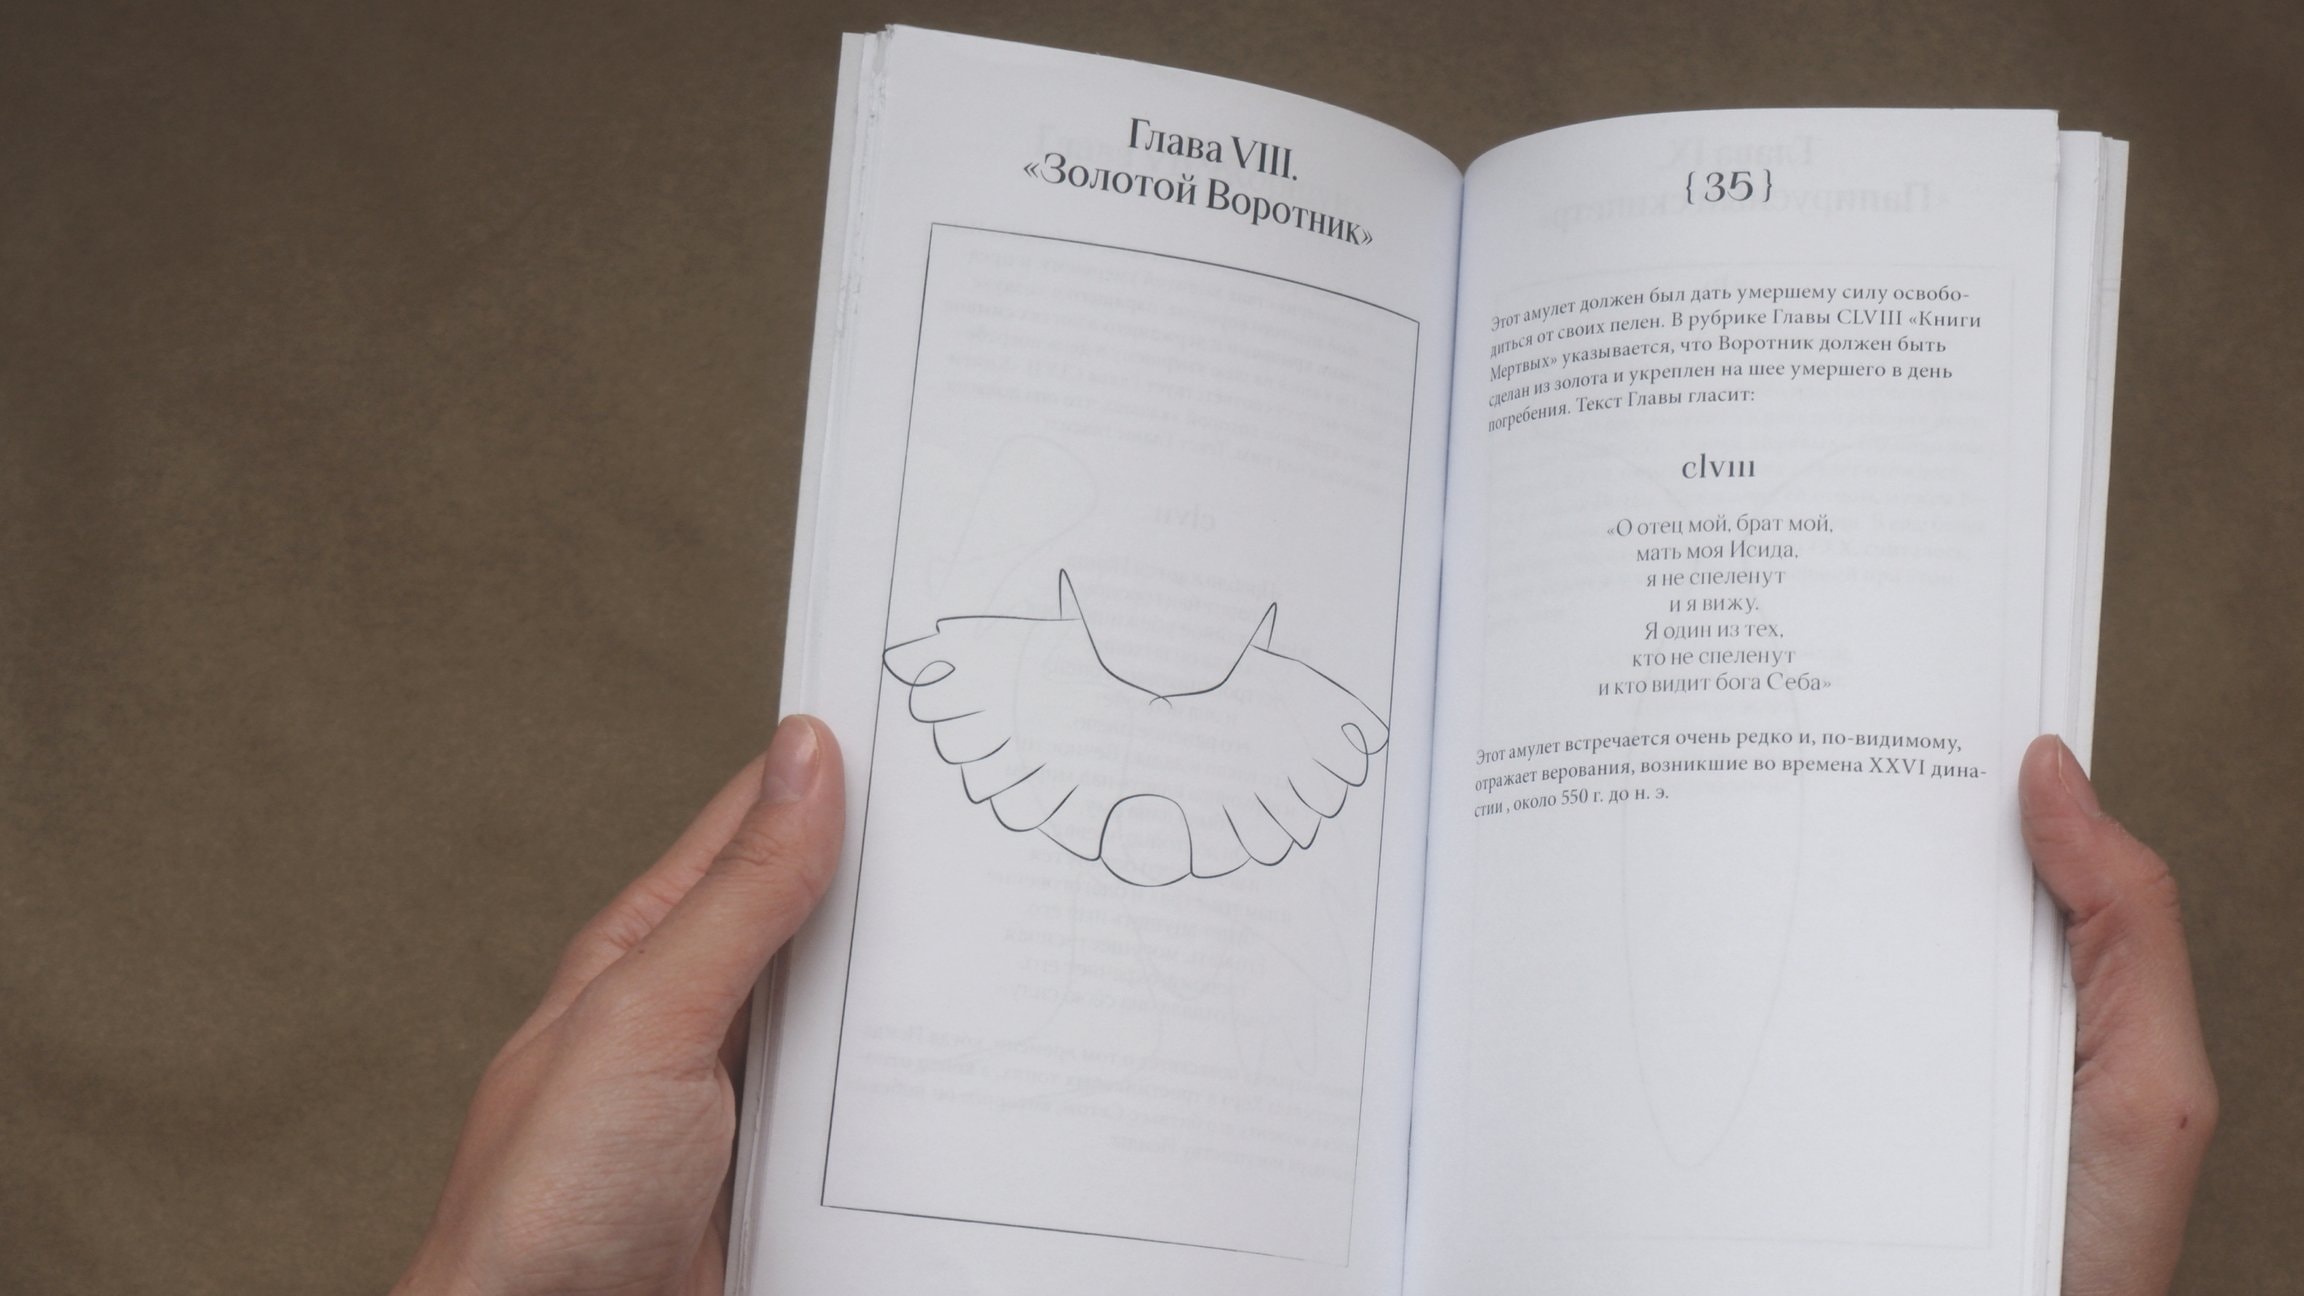 Глава VIII.
«Золотой Воротник»
{35}
Этот амулет должен был дать умершему силу освобо-
диться от своих пелен. В рубрике Главы CLVIII «Книги
Мертвых» указывается, что Воротник должен быть
сделан из золота и укреплен на шее умершего в день
погребения. Текст Главы гласит:
clviii
«О отец мой, брат мой,
мать моя Исида,
я не спеленут
и я вижу.
Я один из тех,
кто не спеленут
и кто видит бога Себа»
Этот амулет встречается очень редко и, по-видимому,
отражает верования, возникшие во времена XXVI дина-
стии , около 550 г. до н. э.